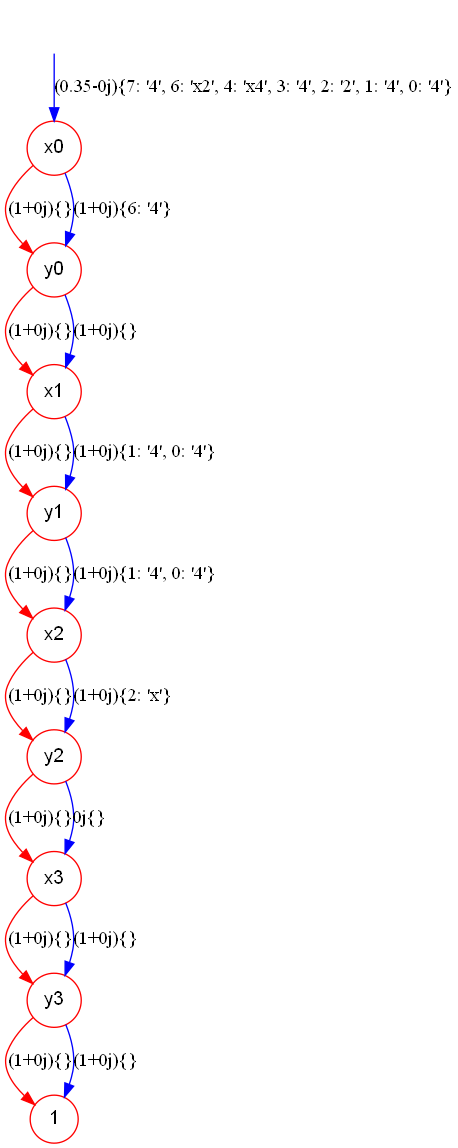 (0.35-0j){7: '4', 6: 'x2', 4: 'x4', 3: '4', 2: '2', 1: '4', 0: '4'}
x0
(1+0j){}(1+0j){6: '4'}
y0
(1+0j){}(1+0j){}
x1
(1+0j){}(1+0j){1: '4', 0: '4'}
y1
(1+0j){}(1+0j){1: '4', 0: '4'}
x2
(1+0j){}(1+0j){2: 'x'}
y2
(1+0j){}0j{}
x3
(1+0j){}(1+0j){}
y3
(1+0j){}(1+0j){}
1